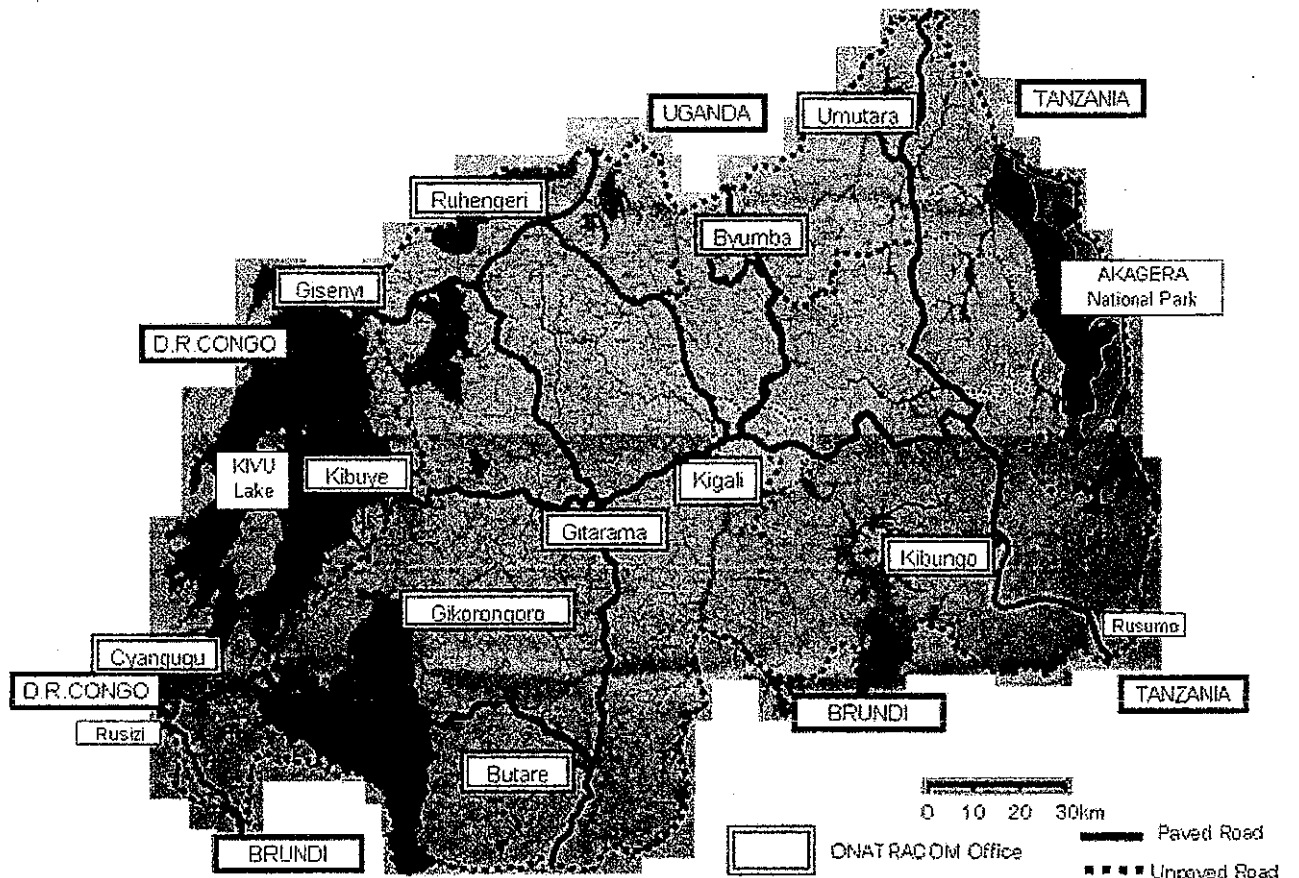 UGANDA
TANZANIA
Umutara
Ruhengeri
Byumba
Gisenyi
AKAGERA
National Park
D.R.CONGO
KIVU
Lake
Kibuye
Kigali
Gitarama
Kibungo
Gikorongoro
Rusumo
Cyangugu
D.R.CONGO
TANZANIA
BRUNDI
Rusizi
Butare
0 10 20 30km
Paved Road
BRUNDI
ONATRACOM Office
Unpaved Road